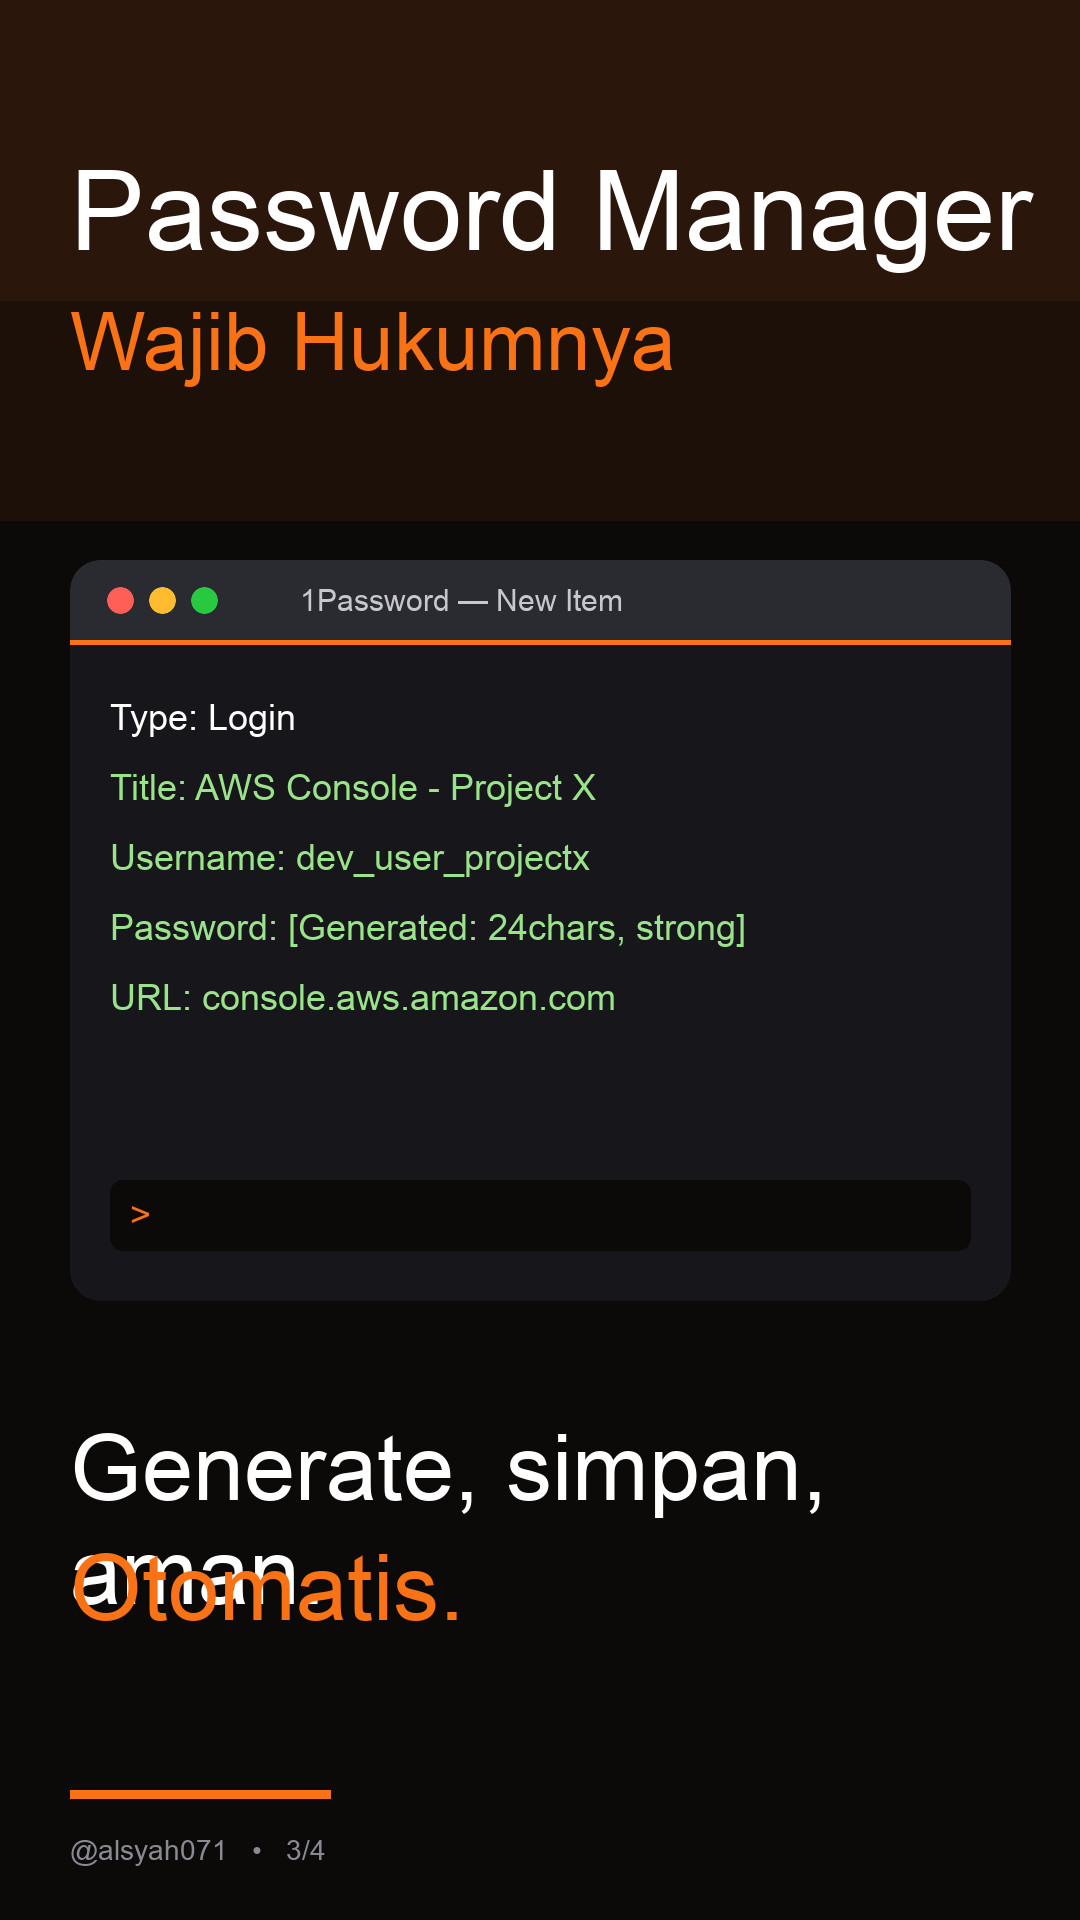 Password Manager
Wajib Hukumnya
1Password — New Item
Type: Login
Title: AWS Console - Project X
Username: dev_user_projectx
Password: [Generated: 24chars, strong]
URL: console.aws.amazon.com
>
Generate, simpan,
aman.
Otomatis.
@alsyah071 • 3/4